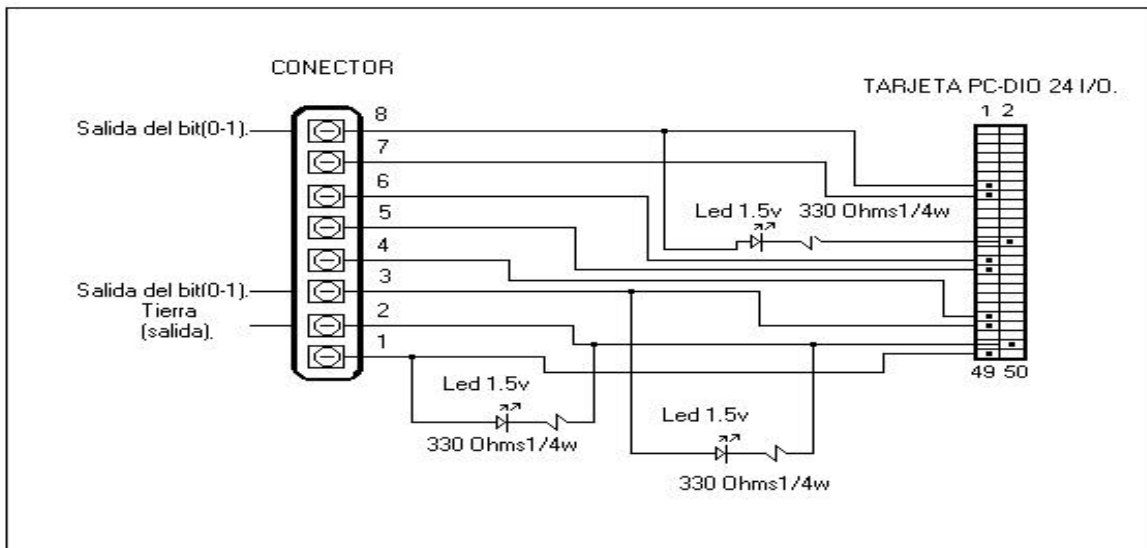 CONECTOR
TARJETA PC-DIO 24 I/O.
1 2
Salida del bit(0-1).
8
7
6
5
4
3
2
1
Led 1.5v 330 Ohms1/4w
Salida del bit(0-1).
Tierra
(salida).
49 50
Led 1.5v
330 Ohms1/4w
Led 1.5v
330 Ohms1/4w